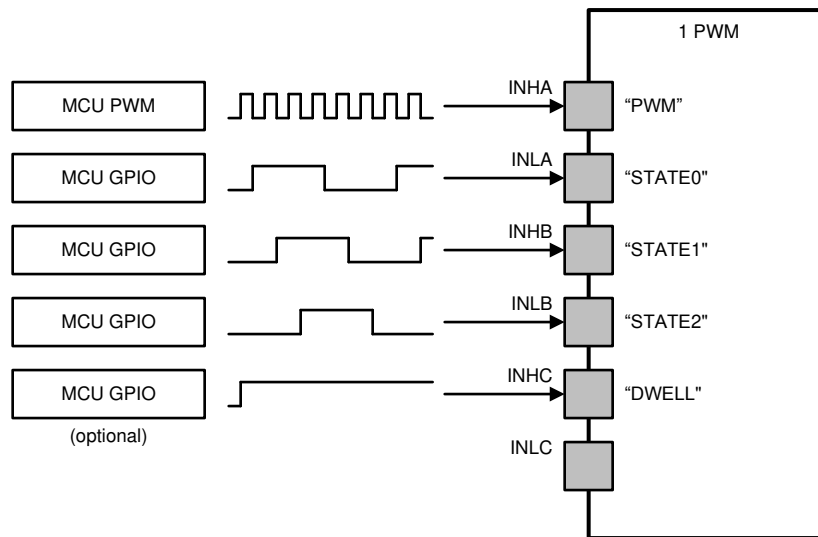 1 PWM
MCU PWM
INHA
“PWM”
MCU GPIO
INLA
“STATE0"
MCU GPIO
INHB
“STATE1"
MCU GPIO
INLB
“STATE2"
MCU GPIO
INHC
“DWELL"
(optional)
INLC